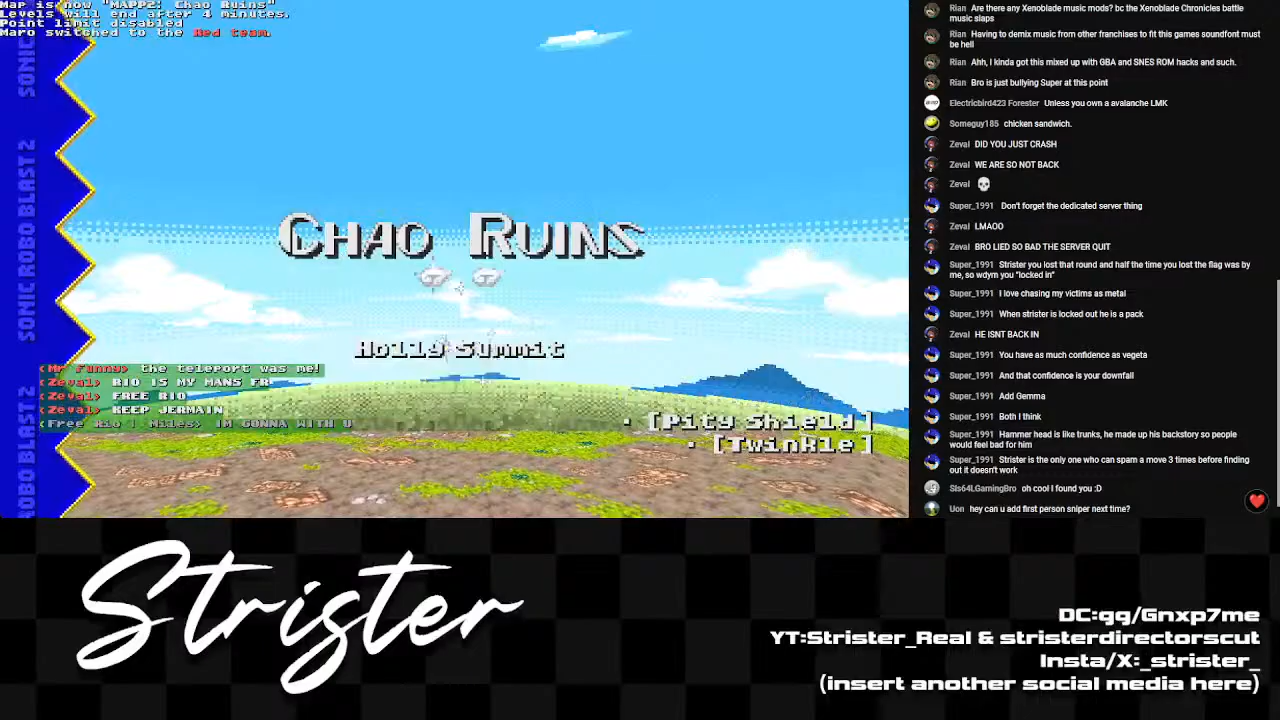 Map is now "MAPP2: Chao Ruins"
Levels will end after 4 minutes.
Point limit disabled
Maro switched to the Red team.
SONIC
SONIC ROBO BLAST 2
ROBO BLAST 2
CHAO RUINS
Holly Summit
<Mr Funny> the teleport was me!
<Zeval> RIO IS MY MANS FR
<Zeval> FREE RIO
<Zeval> KEEP JERMAIN
<Free Rio | Miles> IM GONNA WITH U
· [Pity Shield]
· [Twinkle]
Rian Are there any Xenoblade music mods? bc the Xenoblade Chronicles battle
music slaps
Rian Having to demix music from other franchises to fit this games soundfont must
be hell
Rian Ahh, I kinda got this mixed up with GBA and SNES ROM hacks and such.
Rian Bro is just bullying Super at this point
Electricbird423 Forester Unless you own a avalanche LMK
Someguy185 chicken sandwich.
Zeval DID YOU JUST CRASH
Zeval WE ARE SO NOT BACK
Zeval 💀
Super_1991 Don't forget the dedicated server thing
Zeval LMAOO
Zeval BRO LIED SO BAD THE SERVER QUIT
Super_1991 Strister you lost that round and half the time you lost the flag was by
me, so wdym you "locked in"
Super_1991 I love chasing my victims as metal
Super_1991 When strister is locked out he is a pack
Zeval HE ISNT BACK IN
Super_1991 You have as much confidence as vegeta
Super_1991 And that confidence is your downfall
Super_1991 Add Gemma
Super_1991 Both I think
Super_1991 Hammer head is like trunks, he made up his backstory so people
would feel bad for him
Super_1991 Strister is the only one who can spam a move 3 times before finding
out it doesn't work
Sls64LGamingBro oh cool I found you :D
Uon hey can u add first person sniper next time?
Strister
DC:gg/Gnxp7me
YT:Strister_Real & stristerdirectorscut
Insta/X:_strister_
(insert another social media here)